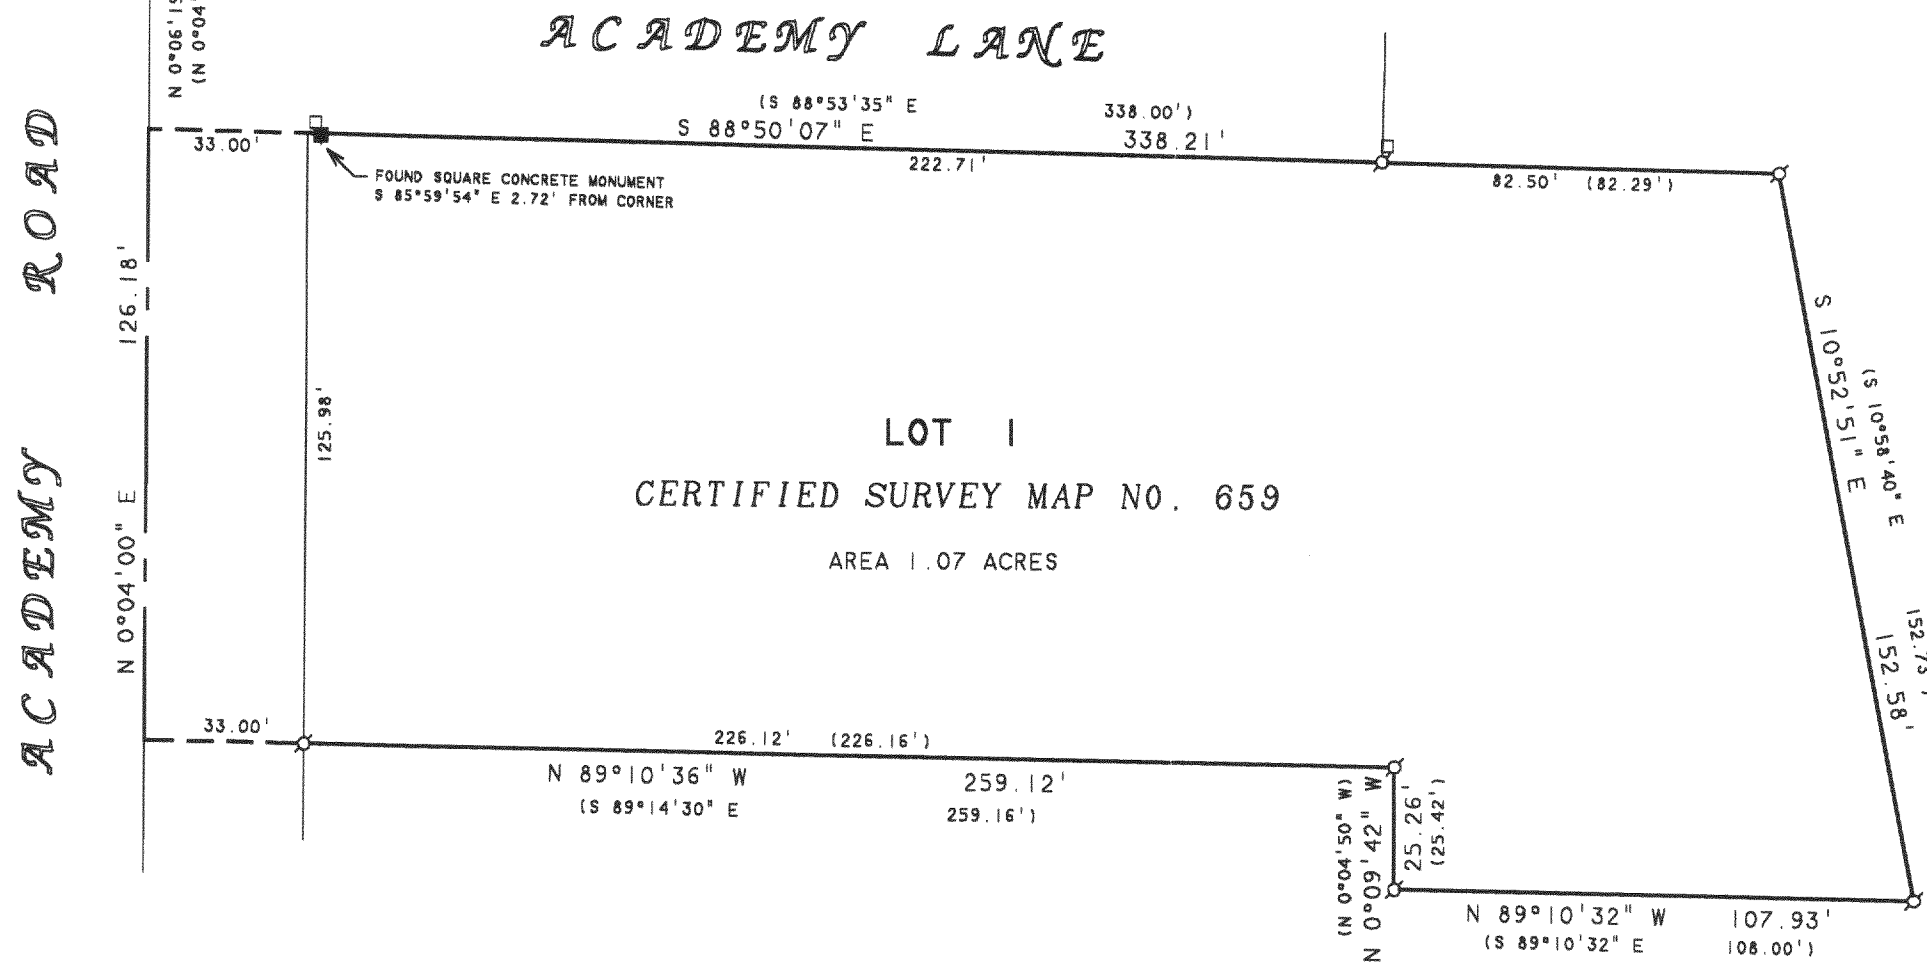 ACADEMY LANE
(S 88°53'35" E 338.00')
S 88°50'07" E 338.21'
33.00'
222.71'
82.50' (82.29')
FOUND SQUARE CONCRETE MONUMENT
S 85°59'54" E 2.72' FROM CORNER
ACADEMY ROAD
N 0°04'00" E 126.18'
125.98'
LOT 1
CERTIFIED SURVEY MAP NO. 659
AREA 1.07 ACRES
S 10°52'51" E 152.58'
(S 10°58'40" E 152.73')
33.00'
226.12' (226.16')
N 89°10'36" W 259.12'
(S 89°14'30" E 259.16')
(N 0°04'50" W)
N 0°09'42" W
25.26'
(25.42')
N 89°10'32" W 107.93'
(S 89°10'32" E 108.00')